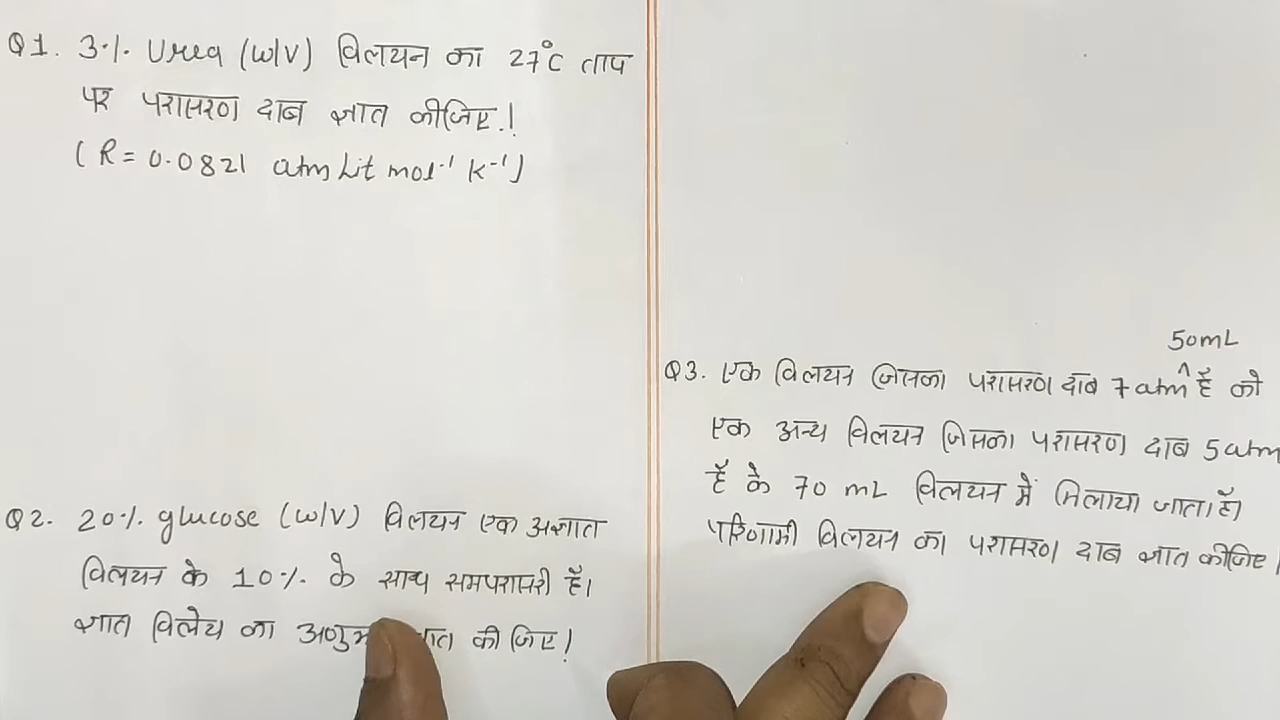 Q1. 3% Urea (w/v) विलयन का 27°C ताप
पर परासरण दाब ज्ञात कीजिए.!
(R = 0.0821 atm Lit mol⁻¹ K⁻¹)
Q2. 20% glucose (w/v) विलयन एक अज्ञात
विलयन के 10% के साथ समपरासरी है।
ज्ञात विलेय का कीजिए!
50mL
Q3. एक विलयन जिसका परासरण दाब 7 atm ^ है को
एक अन्य विलयन जिसका परासरण दाब 5 atm
है के 70 mL विलयन में मिलाया जाता है।
परिणामी विलयन का परासरण दाब ज्ञात कीजिए।